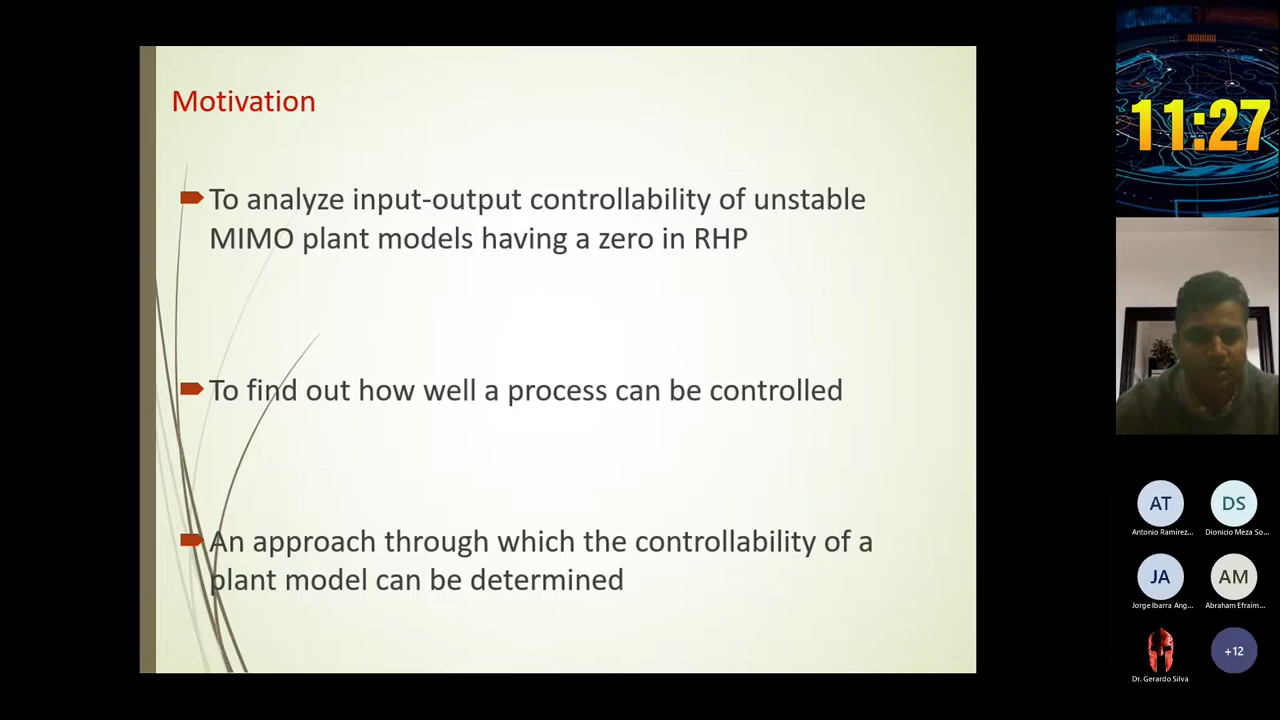 Motivation
To analyze input-output controllability of unstable
MIMO plant models having a zero in RHP
To find out how well a process can be controlled
An approach through which the controllability of a
plant model can be determined
11:27
AT
DS
Antonio Ramirez...
Dionicio Meza So...
JA
AM
Jorge Ibarra Ang...
Abraham Efraim...
+12
Dr. Gerardo Silva